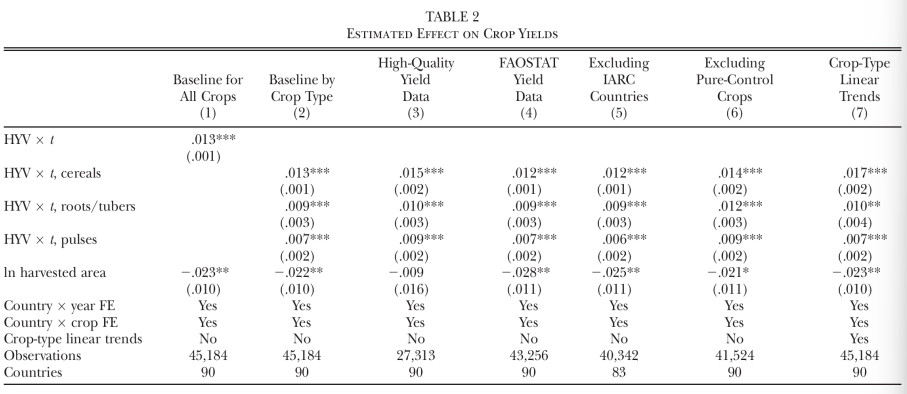 TABLE 2
Estimated Effect on Crop Yields
Baseline for All Crops (1) Baseline by Crop Type (2) High-Quality Yield Data (3) FAOSTAT Yield Data (4) Excluding IARC Countries (5) Excluding Pure-Control Crops (6) Crop-Type Linear Trends (7)
HYV × t .013***
(.001)
HYV × t, cereals .013*** .015*** .012*** .012*** .014*** .017***
(.001) (.002) (.001) (.001) (.002) (.002)
HYV × t, roots/tubers .009*** .010*** .009*** .009*** .012*** .010**
(.003) (.003) (.003) (.003) (.003) (.004)
HYV × t, pulses .007*** .009*** .007*** .006*** .009*** .007***
(.002) (.002) (.002) (.002) (.002) (.002)
ln harvested area −.023** −.022** −.009 −.028** −.025** −.021* −.023**
(.010) (.010) (.016) (.011) (.011) (.011) (.010)
Country × year FE Yes Yes Yes Yes Yes Yes Yes
Country × crop FE Yes Yes Yes Yes Yes Yes Yes
Crop-type linear trends No No No No No No Yes
Observations 45,184 45,184 27,313 43,256 40,342 41,524 45,184
Countries 90 90 90 90 83 90 90